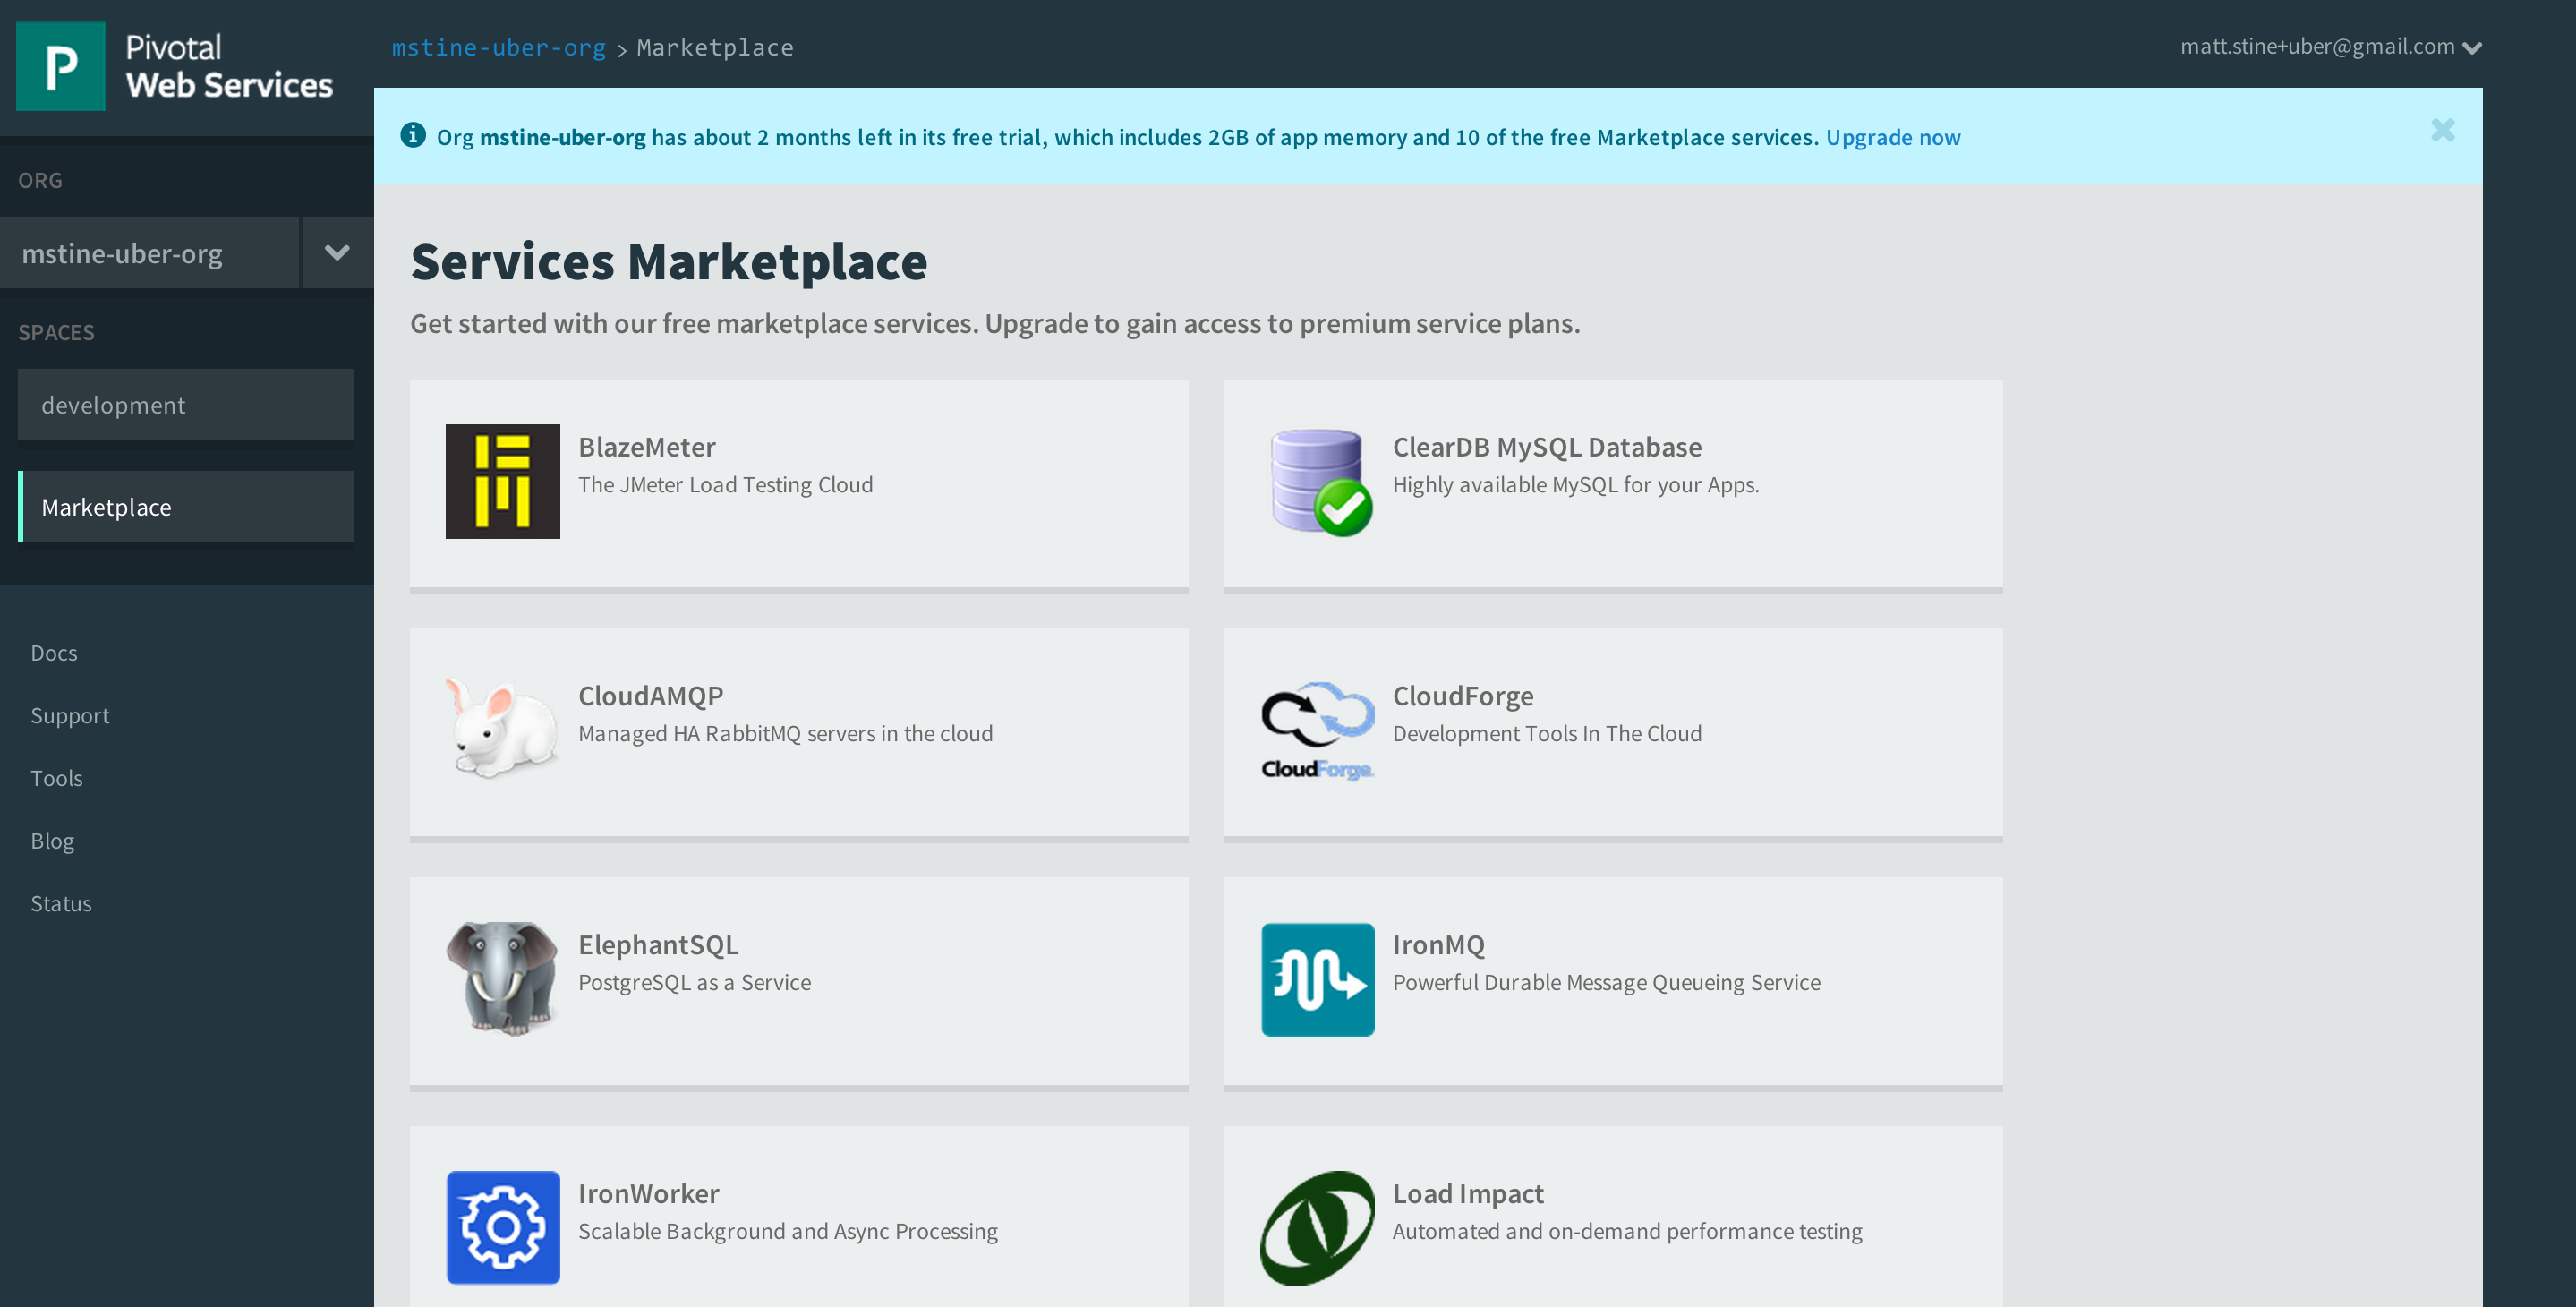 P
Pivotal
Web Services
mstine-uber-org > Marketplace
matt.stine+uber@gmail.com
Org mstine-uber-org has about 2 months left in its free trial, which includes 2GB of app memory and 10 of the free Marketplace services. Upgrade now
ORG
mstine-uber-org
SPACES
development
Marketplace
Docs
Support
Tools
Blog
Status
Services Marketplace
Get started with our free marketplace services. Upgrade to gain access to premium service plans.
BlazeMeter
The JMeter Load Testing Cloud
ClearDB MySQL Database
Highly available MySQL for your Apps.
CloudAMQP
Managed HA RabbitMQ servers in the cloud
CloudForge
CloudForge
Development Tools In The Cloud
ElephantSQL
PostgreSQL as a Service
IronMQ
Powerful Durable Message Queueing Service
IronWorker
Scalable Background and Async Processing
Load Impact
Automated and on-demand performance testing